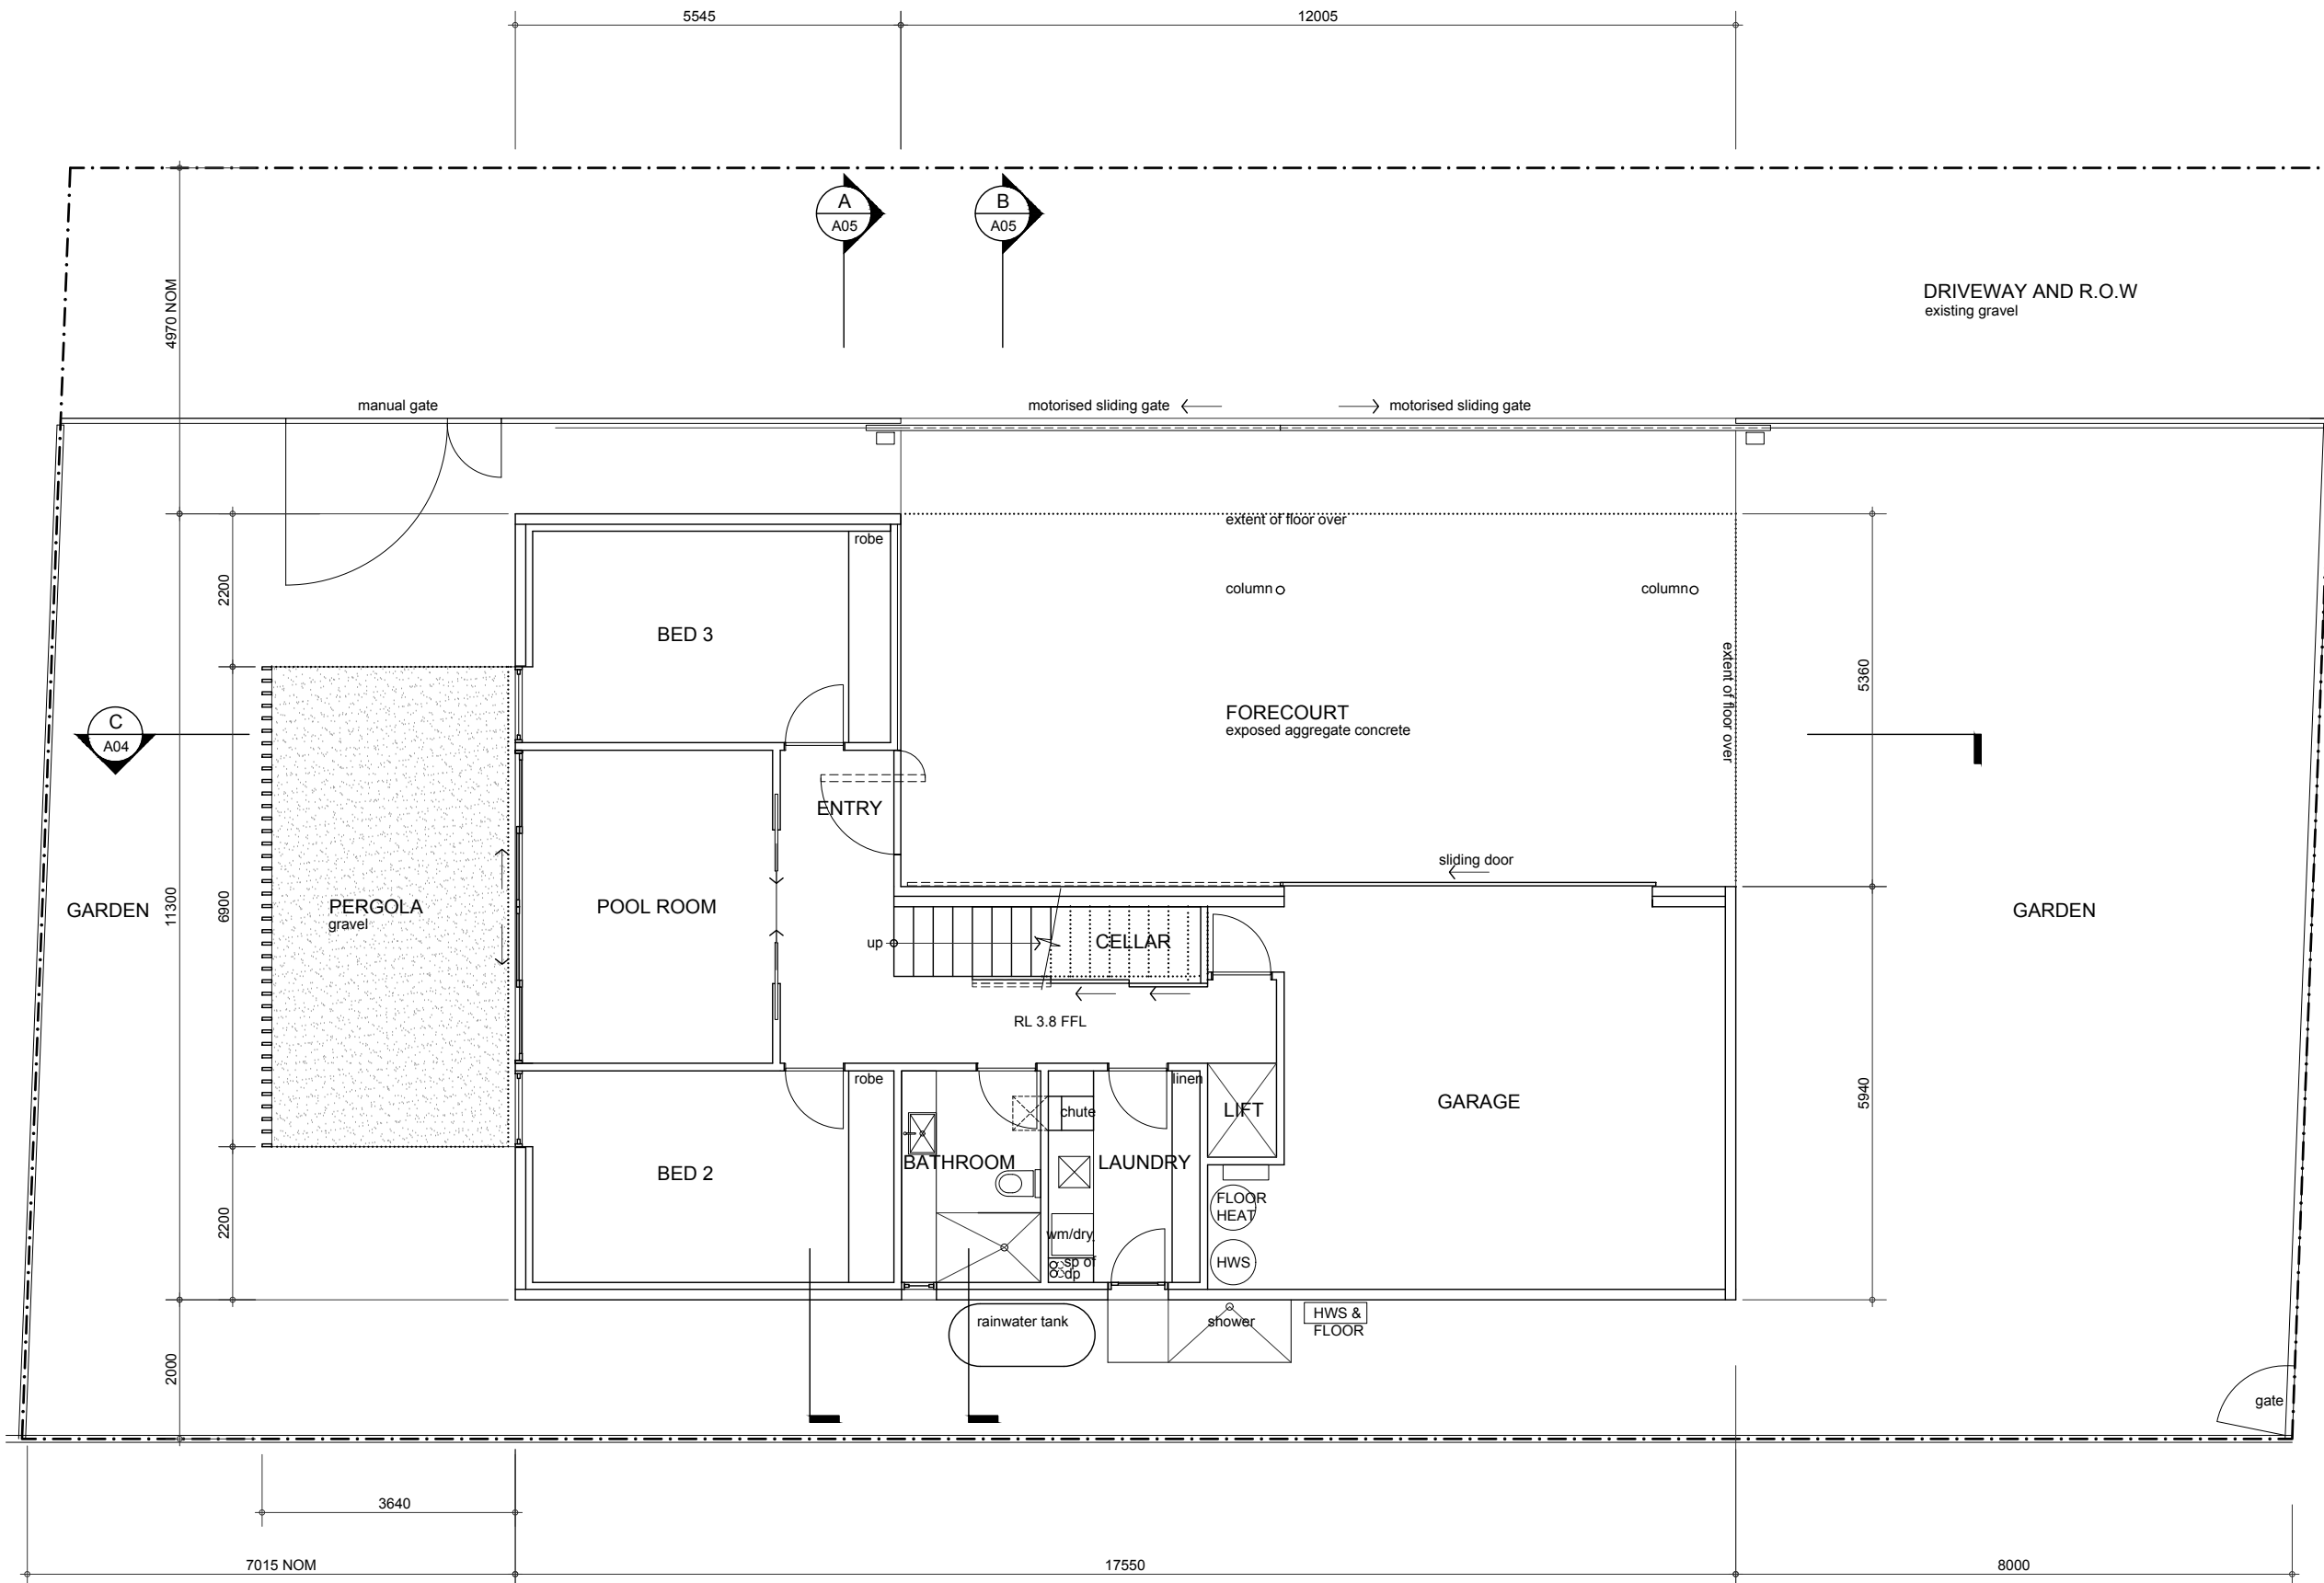 5545
12005
A
A05
B
A05
DRIVEWAY AND R.O.W
existing gravel
4970 NOM
manual gate
motorised sliding gate
motorised sliding gate
extent of floor over
robe
2200
column
column
BED 3
extent of floor over
5360
C
A04
FORECOURT
exposed aggregate concrete
ENTRY
sliding door
GARDEN
11300
6900
PERGOLA
gravel
POOL ROOM
up
CELLAR
GARDEN
RL 3.8 FFL
robe
linen
chute
LIFT
GARAGE
5940
BED 2
BATHROOM
LAUNDRY
2200
FLOOR
HEAT
wm/dry
sp of
dp
HWS
rainwater tank
shower
HWS &
FLOOR
2000
gate
3640
7015 NOM
17550
8000